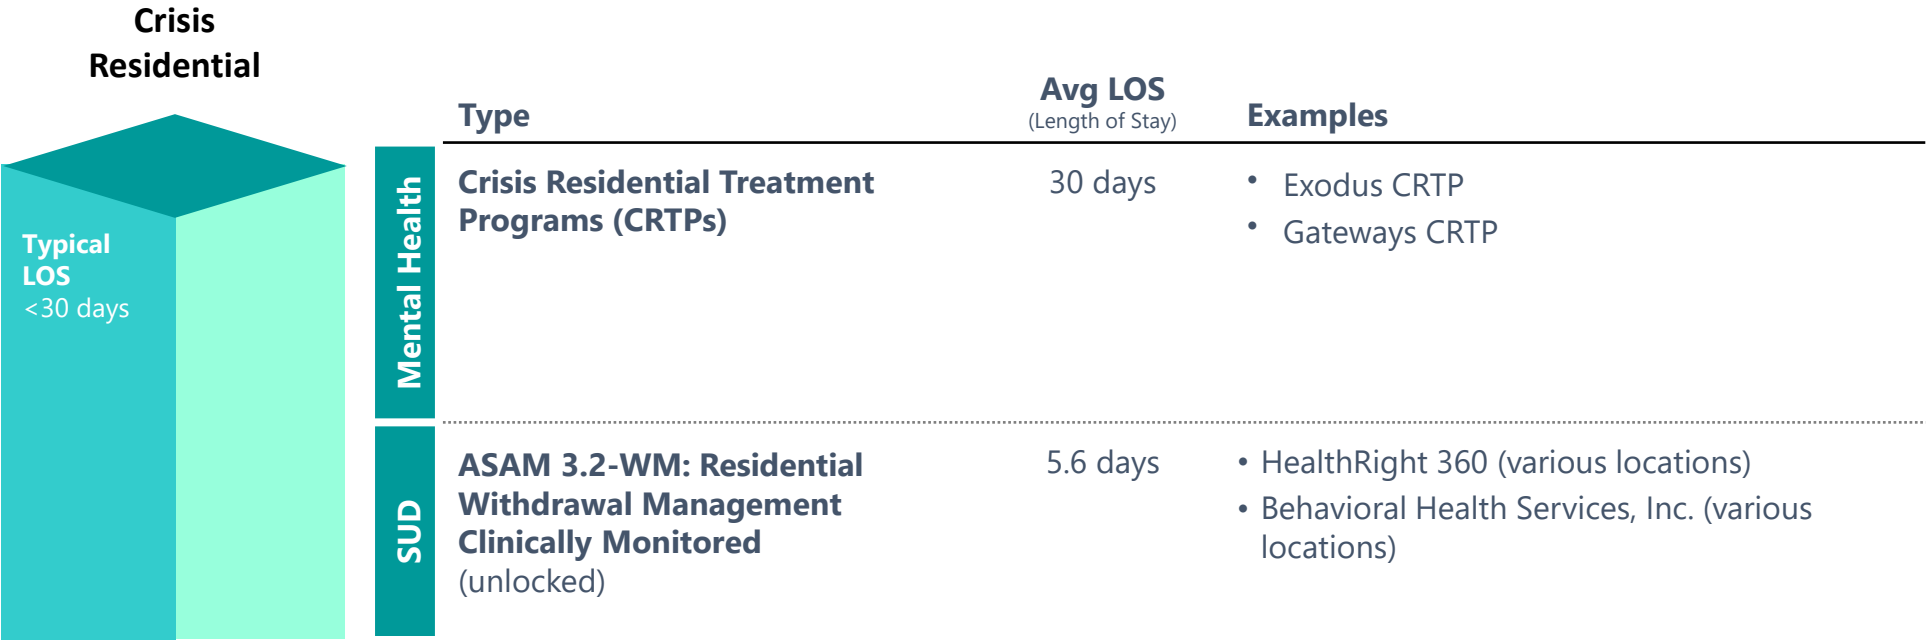 Crisis
Residential
Typical
LOS
<30 days
Type
Avg LOS
(Length of Stay)
Examples
Mental Health
Crisis Residential Treatment
Programs (CRTPs)
30 days
• Exodus CRTP
• Gateways CRTP
SUD
ASAM 3.2-WM: Residential
Withdrawal Management
Clinically Monitored
(unlocked)
5.6 days
• HealthRight 360 (various locations)
• Behavioral Health Services, Inc. (various
locations)